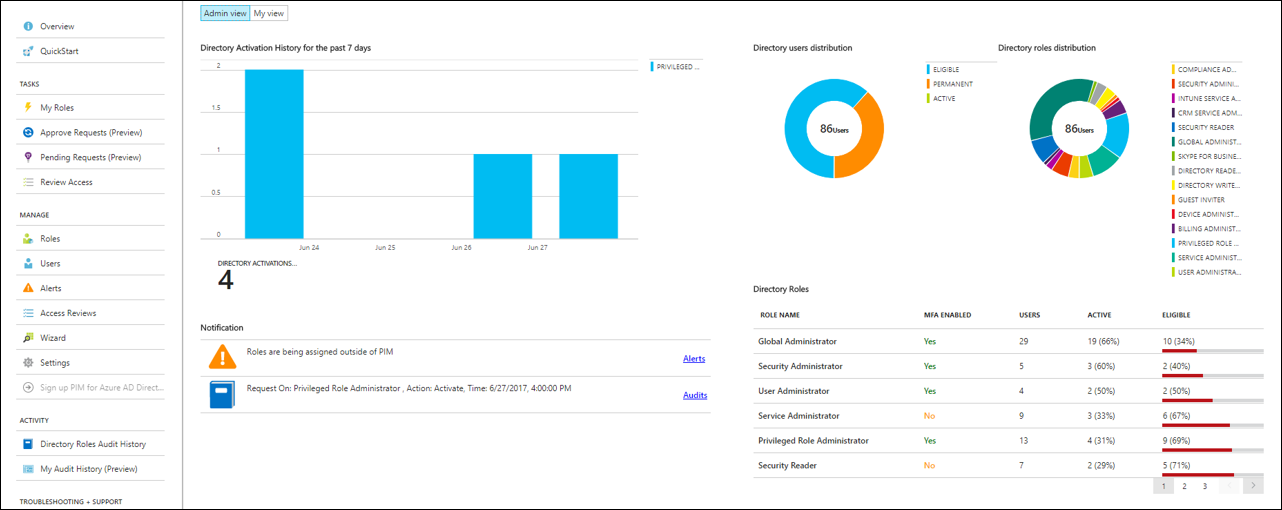 Overview
QuickStart
TASKS
My Roles
Approve Requests (Preview)
Pending Requests (Preview)
Review Access
MANAGE
Roles
Users
Alerts
Access Reviews
Wizard
Settings
Sign up PIM for Azure AD Direct...
ACTIVITY
Directory Roles Audit History
My Audit History (Preview)
TROUBLESHOOTING + SUPPORT
Admin view My view
Directory Activation History for the past 7 days
2
1.5
1
0.5
0
Jun 24 Jun 25 Jun 26 Jun 27
PRIVILEGED ...
DIRECTORY ACTIVATIONS...
4
Notification
Roles are being assigned outside of PIM Alerts
Request On: Privileged Role Administrator , Action: Activate, Time: 6/27/2017, 4:00:00 PM Audits
Directory users distribution
86Users
ELIGIBLE
PERMANENT
ACTIVE
Directory roles distribution
86Users
COMPLIANCE AD...
SECURITY ADMINI...
INTUNE SERVICE A...
CRM SERVICE ADM...
SECURITY READER
GLOBAL ADMINIST...
SKYPE FOR BUSINE...
DIRECTORY READE...
DIRECTORY WRITE...
GUEST INVITER
DEVICE ADMINIST...
BILLING ADMINIST...
PRIVILEGED ROLE ...
SERVICE ADMINIST...
USER ADMINISTRA...
Directory Roles
ROLE NAME MFA ENABLED USERS ACTIVE ELIGIBLE
Global Administrator Yes 29 19 (66%) 10 (34%)
Security Administrator Yes 5 3 (60%) 2 (40%)
User Administrator Yes 4 2 (50%) 2 (50%)
Service Administrator No 9 3 (33%) 6 (67%)
Privileged Role Administrator Yes 13 4 (31%) 9 (69%)
Security Reader No 7 2 (29%) 5 (71%)
1 2 3